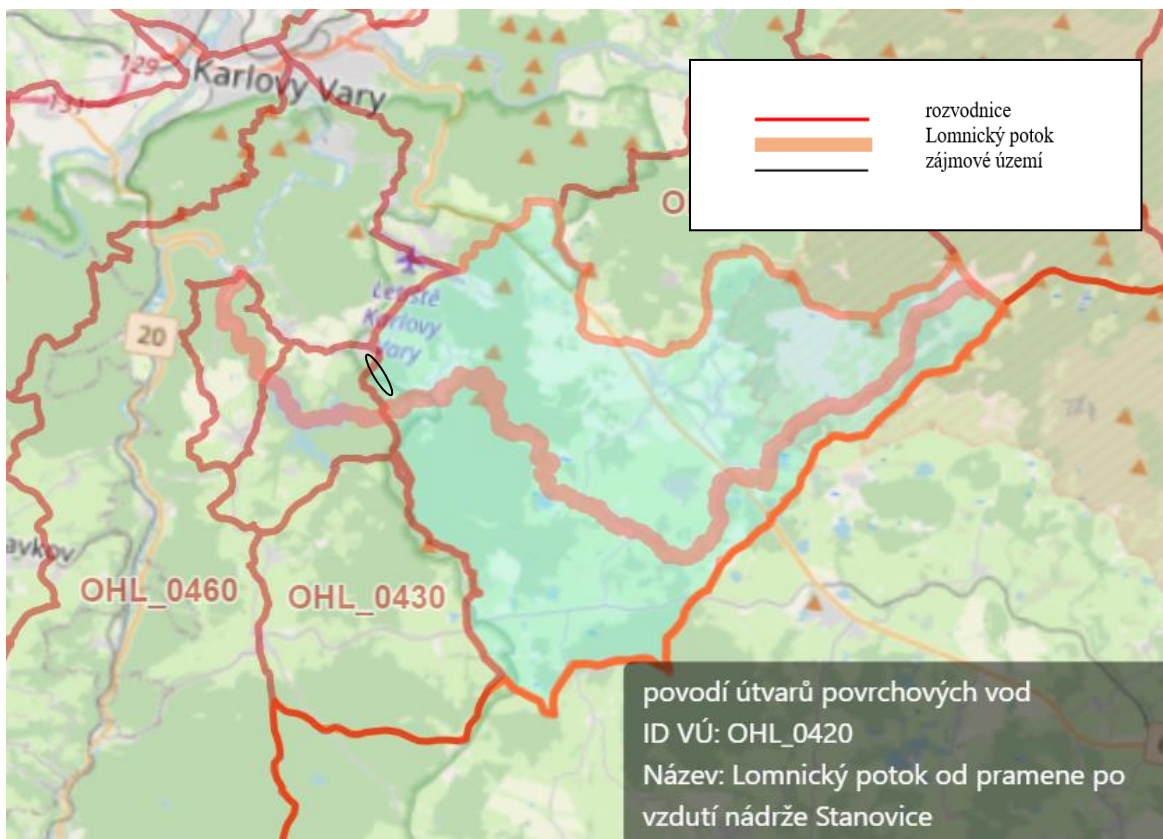 129
131
Karlovy Vary
rozvodnice
Lomnický potok
zájmové území
Letiště
Karlovy
Vary
20
avkov
OHL_0460
OHL_0430
povodí útvarů povrchových vod
ID VÚ: OHL_0420
Název: Lomnický potok od pramene po
vzdutí nádrže Stanovice